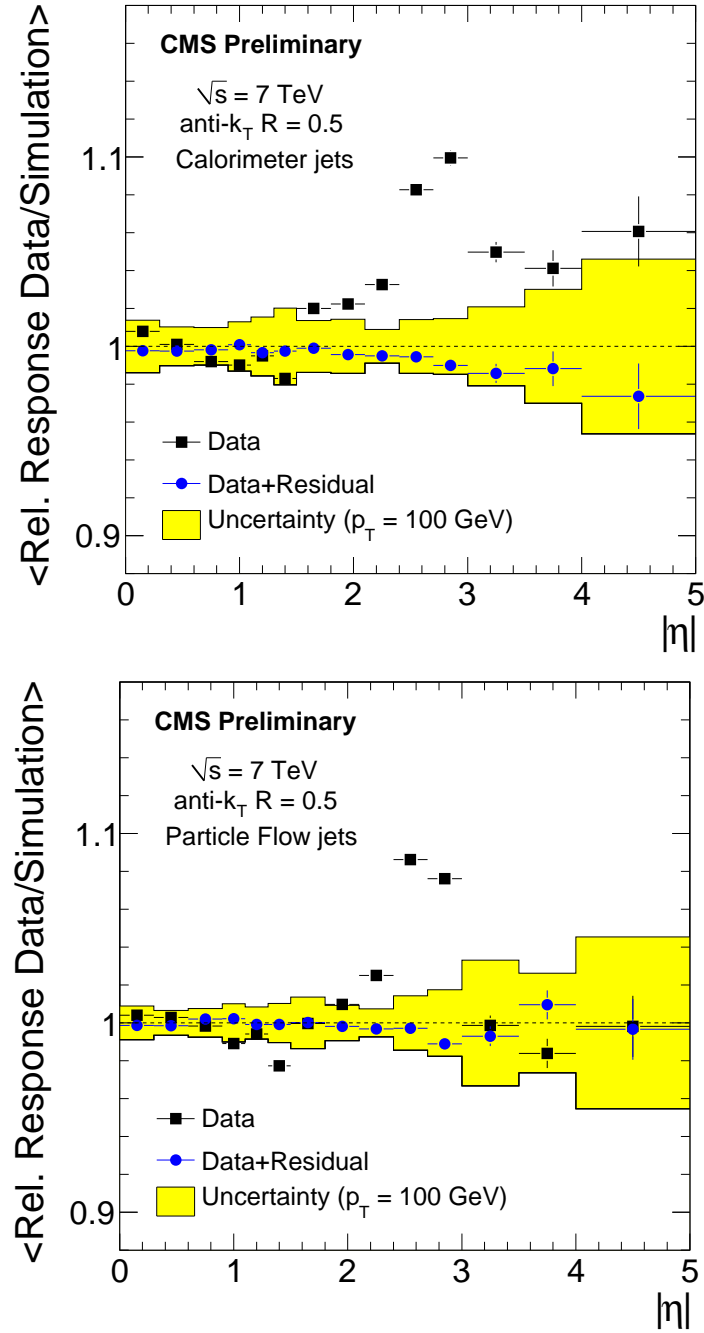 <Rel. Response Data/Simulation>
CMS Preliminary
√s = 7 TeV
anti-k_T R = 0.5
Calorimeter jets
1.1
1
0.9
Data
Data+Residual
Uncertainty (p_T = 100 GeV)
0 1 2 3 4 5
|η|
<Rel. Response Data/Simulation>
CMS Preliminary
√s = 7 TeV
anti-k_T R = 0.5
Particle Flow jets
1.1
1
0.9
Data
Data+Residual
Uncertainty (p_T = 100 GeV)
0 1 2 3 4 5
|η|